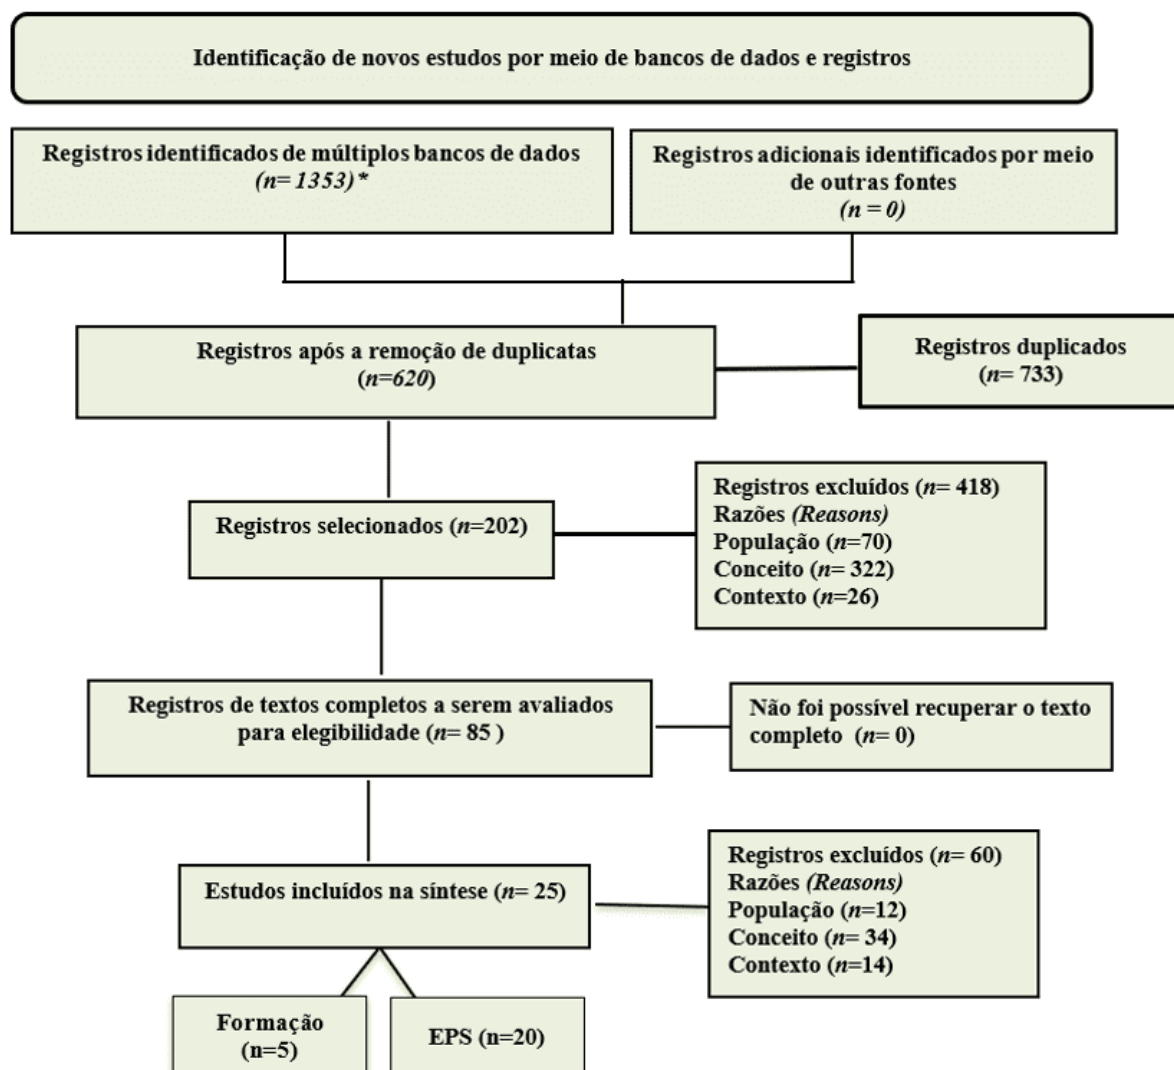 Identificação de novos estudos por meio de bancos de dados e registros
Registros identificados de múltiplos bancos de dados
(n= 1353)*
Registros adicionais identificados por meio
de outras fontes
(n = 0)
Registros após a remoção de duplicatas
(n=620)
Registros duplicados
(n= 733)
Registros selecionados (n=202)
Registros excluídos (n= 418)
Razões (Reasons)
População (n=70)
Conceito (n= 322)
Contexto (n=26)
Registros de textos completos a serem avaliados
para elegibilidade (n= 85 )
Não foi possível recuperar o texto
completo (n= 0)
Estudos incluídos na síntese (n= 25)
Registros excluídos (n= 60)
Razões (Reasons)
População (n=12)
Conceito (n= 34)
Contexto (n=14)
Formação
(n=5)
EPS (n=20)